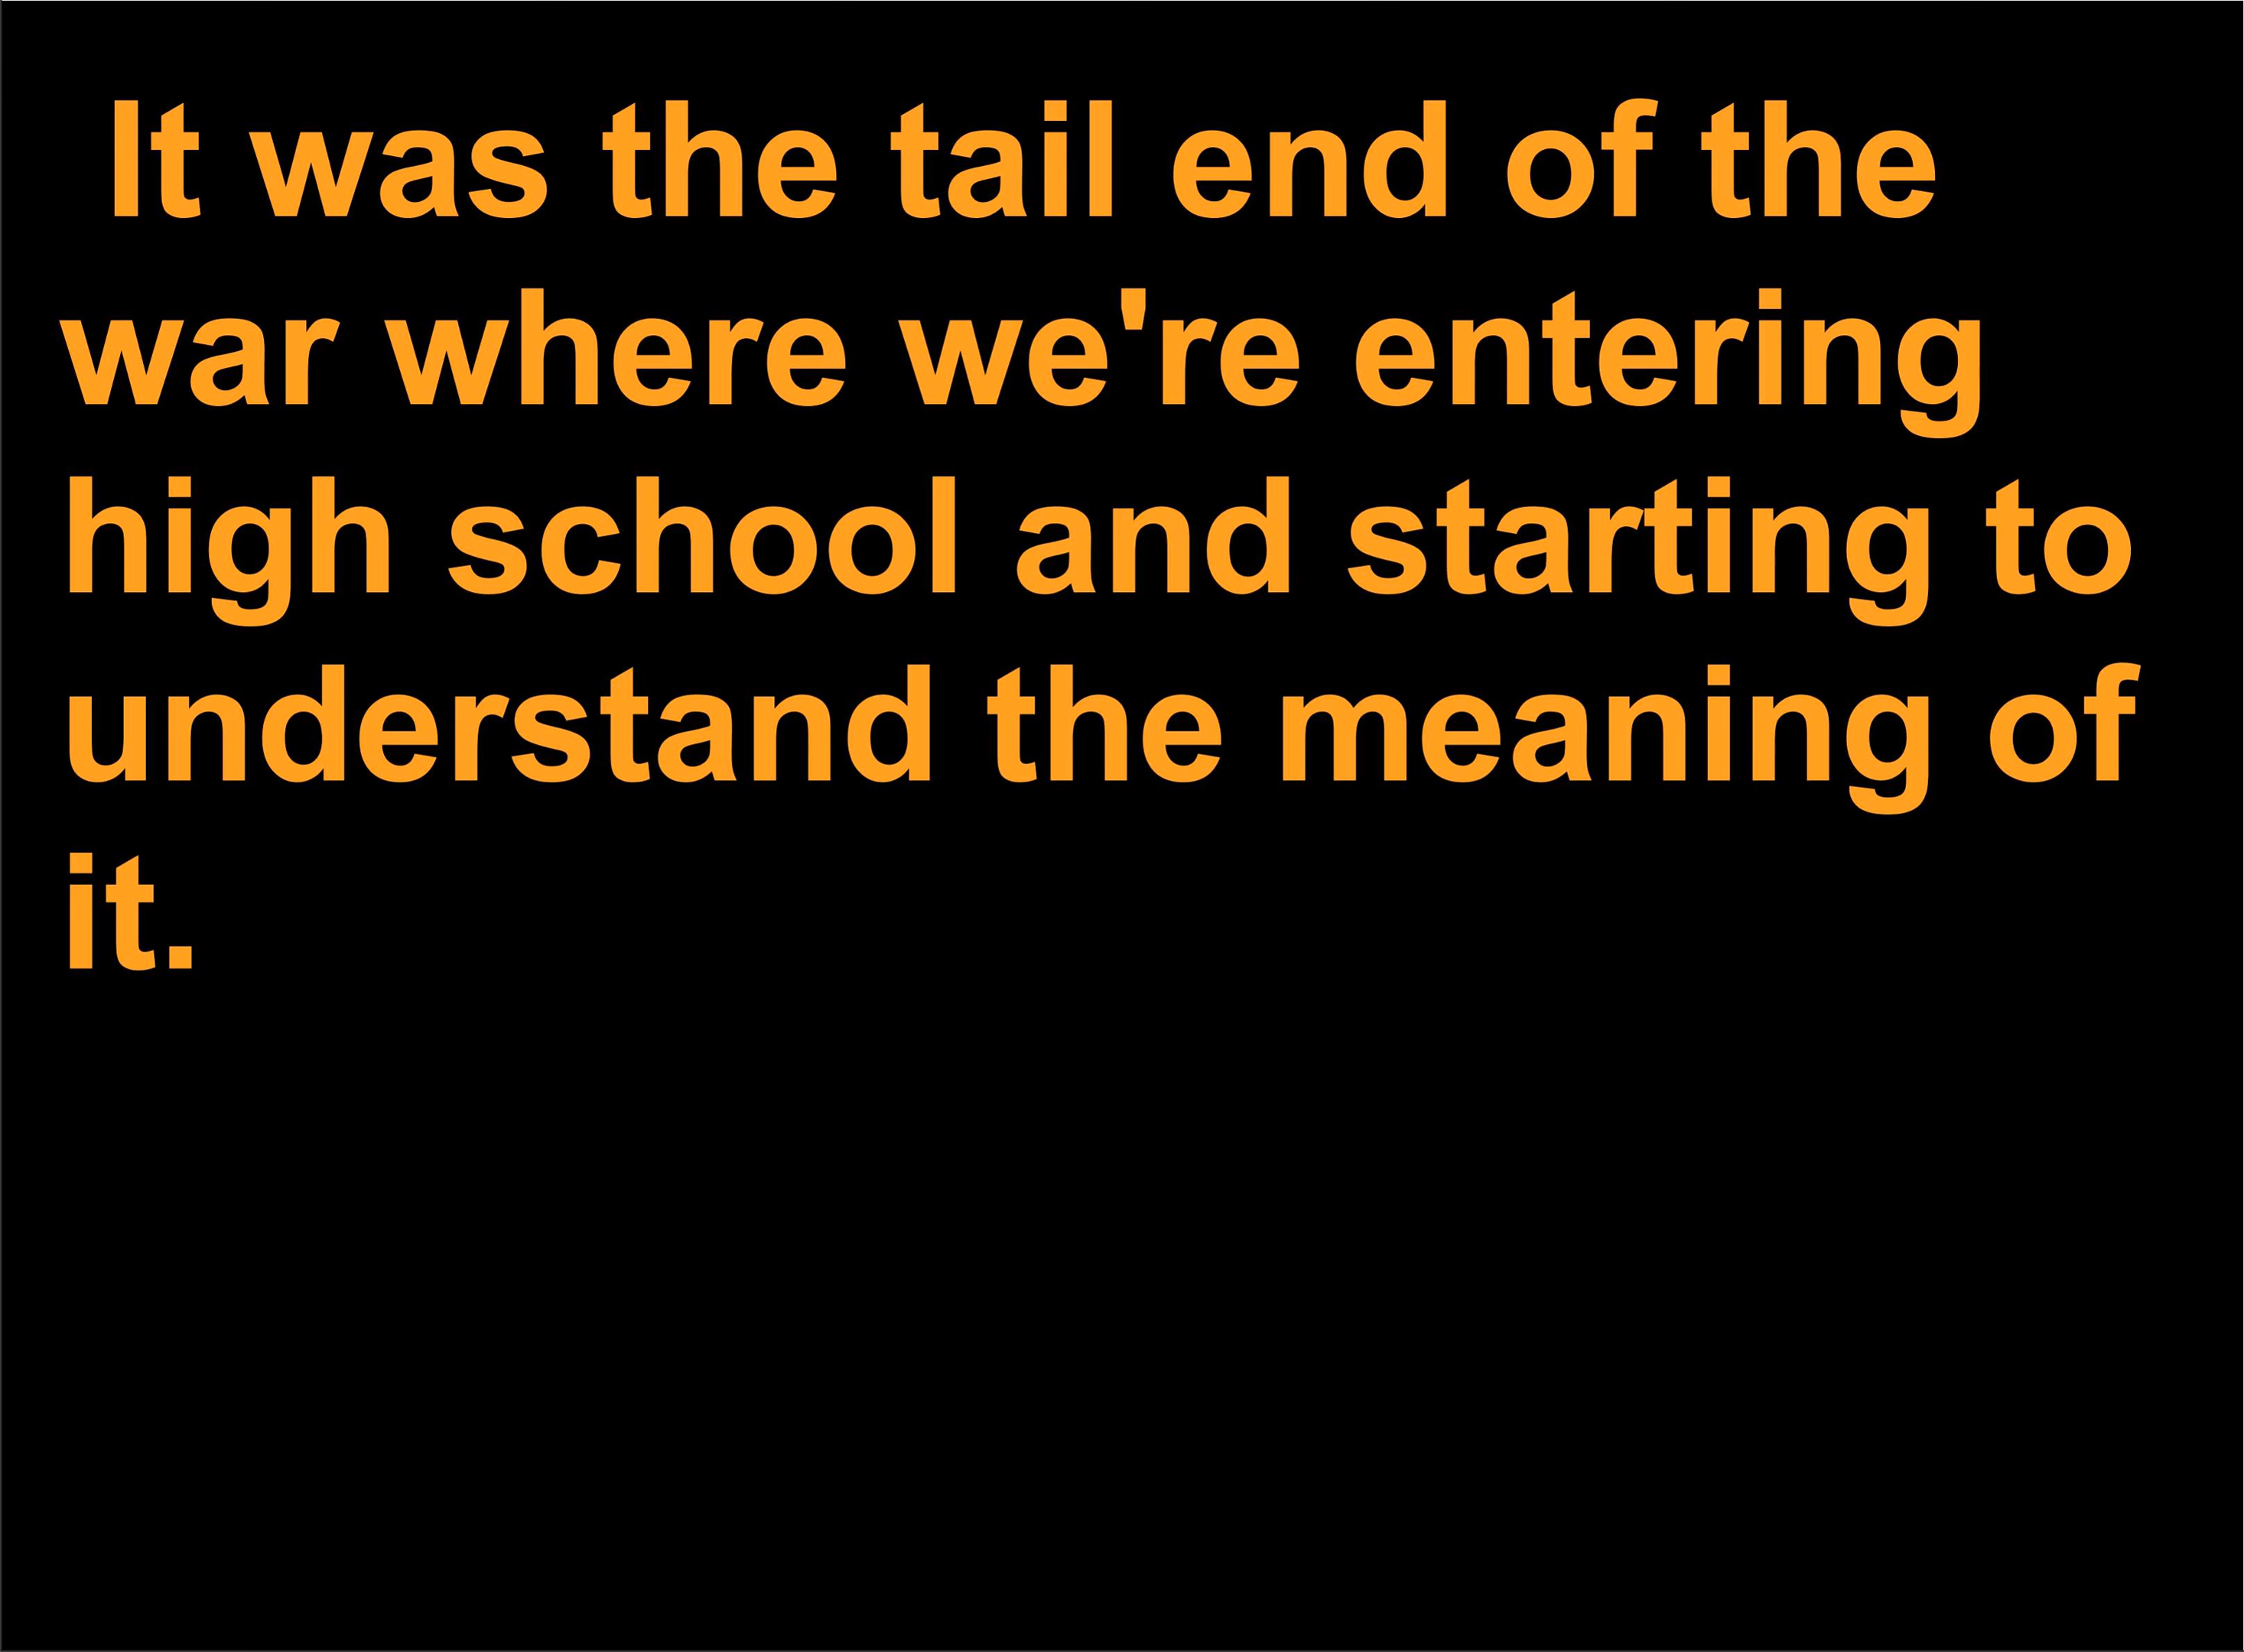 It was the tail end of the
war where we're entering
high school and starting to
understand the meaning of
it.